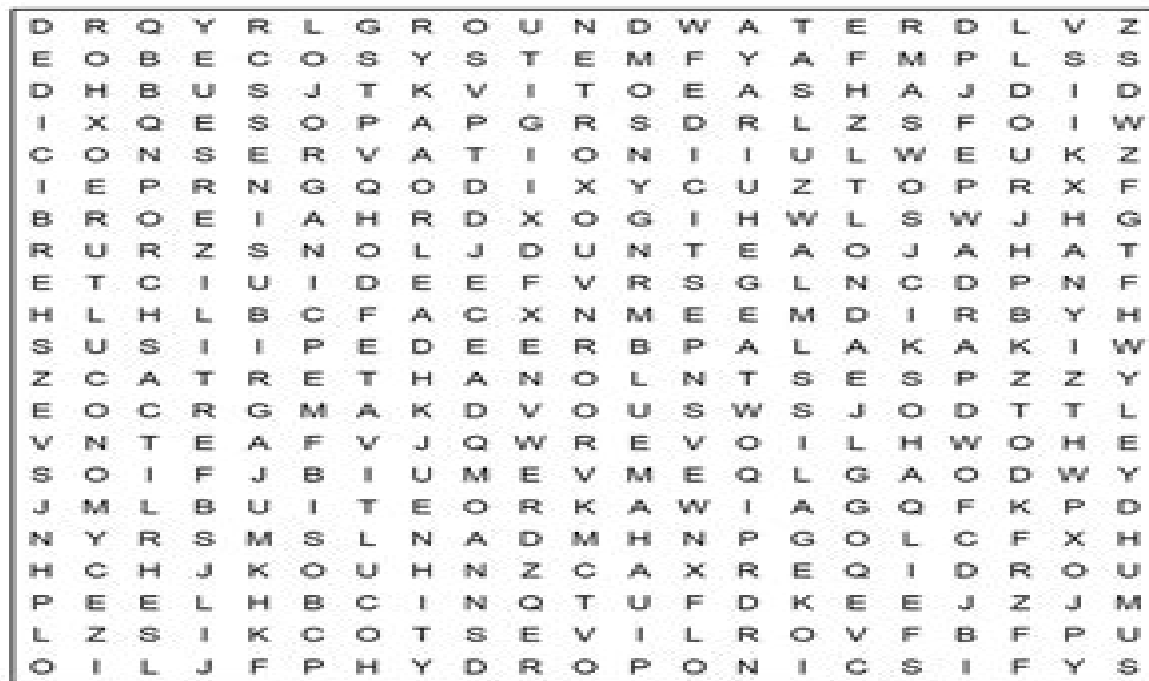 D R Q Y R L G R O U N D W A T E R D L V Z
E O B E C O S Y S T E M F Y A F M P L S S
D H B U S J T K V I T O E A S H A J D I D
I X Q E S O P A P G R S D R L Z S F O I W
C O N S E R V A T I O N I I U L W E U K Z
I E P R N G Q O D I X Y C U Z T O P R X F
B R O E I A H R D X O G I H W L S W J H G
R U R Z S N O L J D U N T E A O J A H A T
E T C I U I D E E F V R S G L N C D P N F
H L H L B C F A C X N M E E M D I R B Y H
S U S I I P E D E E R B P A L A K A K I W
Z C A T R E T H A N O L N T S E S P Z Z Y
E O C R G M A K D V O U S W S J O D T T L
V N T E A F V J Q W R E V O I L H W O H E
S O I F J B I U M E V M E Q L G A O D W Y
J M L B U I T E O R K A W I A G Q F K P D
N Y R S M S L N A D M H N P G O L C F X H
H C H J K O U H N Z C A X R E Q I D R O U
P E E L H B C I N Q T U F D K E E J Z J M
L Z S I K C O T S E V I L R O V F B F P U
O I L J F P H Y D R O P O N I C S I F Y S